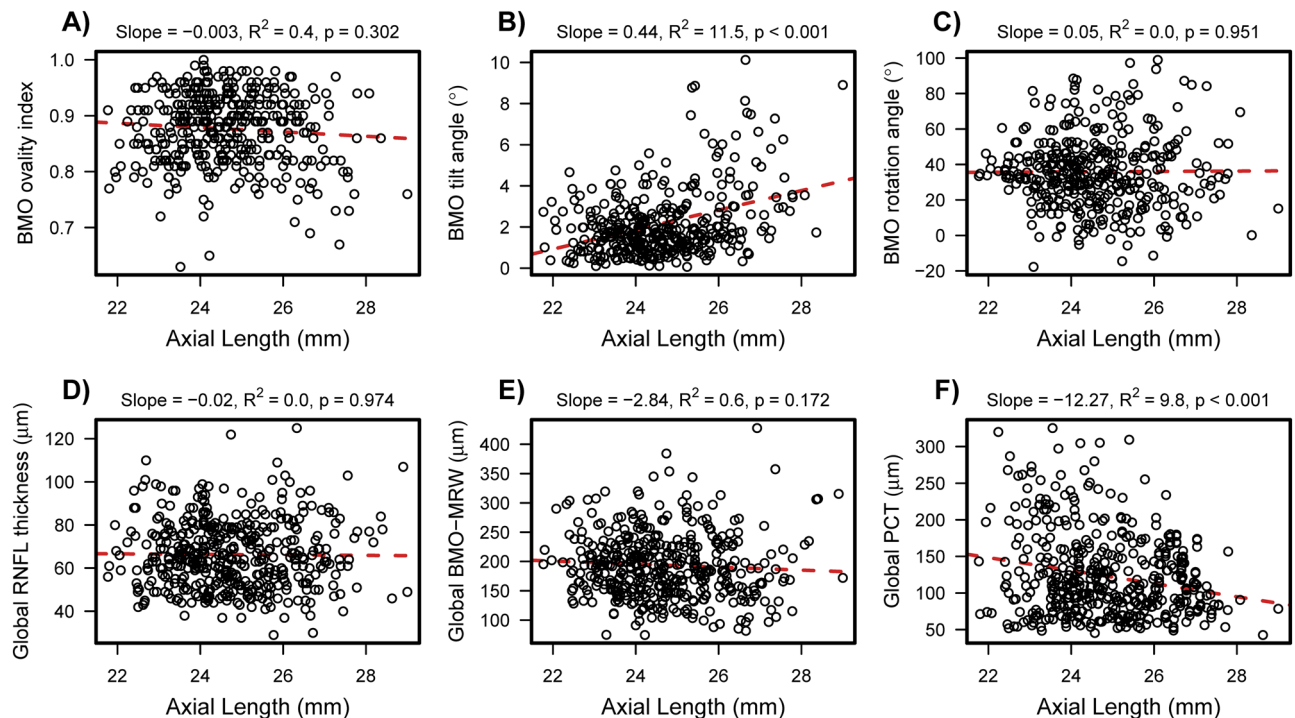 A)
Slope = −0.003, R² = 0.4, p = 0.302
BMO ovality index
1.0
0.9
0.8
0.7
22 24 26 28
Axial Length (mm)
B)
Slope = 0.44, R² = 11.5, p < 0.001
BMO tilt angle (°)
10
8
6
4
2
0
22 24 26 28
Axial Length (mm)
C)
Slope = 0.05, R² = 0.0, p = 0.951
BMO rotation angle (°)
100
80
60
40
20
0
−20
22 24 26 28
Axial Length (mm)
D)
Slope = −0.02, R² = 0.0, p = 0.974
Global RNFL thickness (μm)
120
100
80
60
40
22 24 26 28
Axial Length (mm)
E)
Slope = −2.84, R² = 0.6, p = 0.172
Global BMO−MRW (μm)
400
350
300
250
200
150
100
22 24 26 28
Axial Length (mm)
F)
Slope = −12.27, R² = 9.8, p < 0.001
Global PCT (μm)
300
250
200
150
100
50
22 24 26 28
Axial Length (mm)